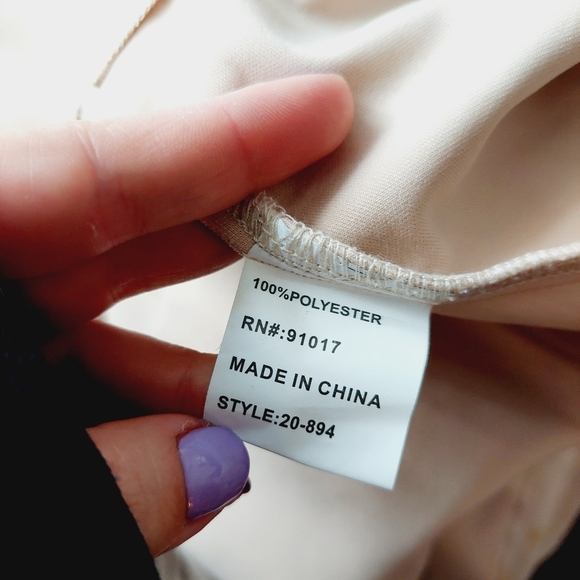 100%POLYESTER
RN#:91017
MADE IN CHINA
STYLE:20-894